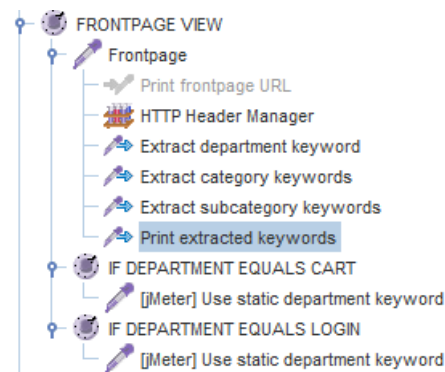 FRONTPAGE VIEW
Frontpage
Print frontpage URL
HTTP Header Manager
Extract department keyword
Extract category keywords
Extract subcategory keywords
Print extracted keywords
IF DEPARTMENT EQUALS CART
[jMeter] Use static department keyword
IF DEPARTMENT EQUALS LOGIN
[jMeter] Use static department keyword